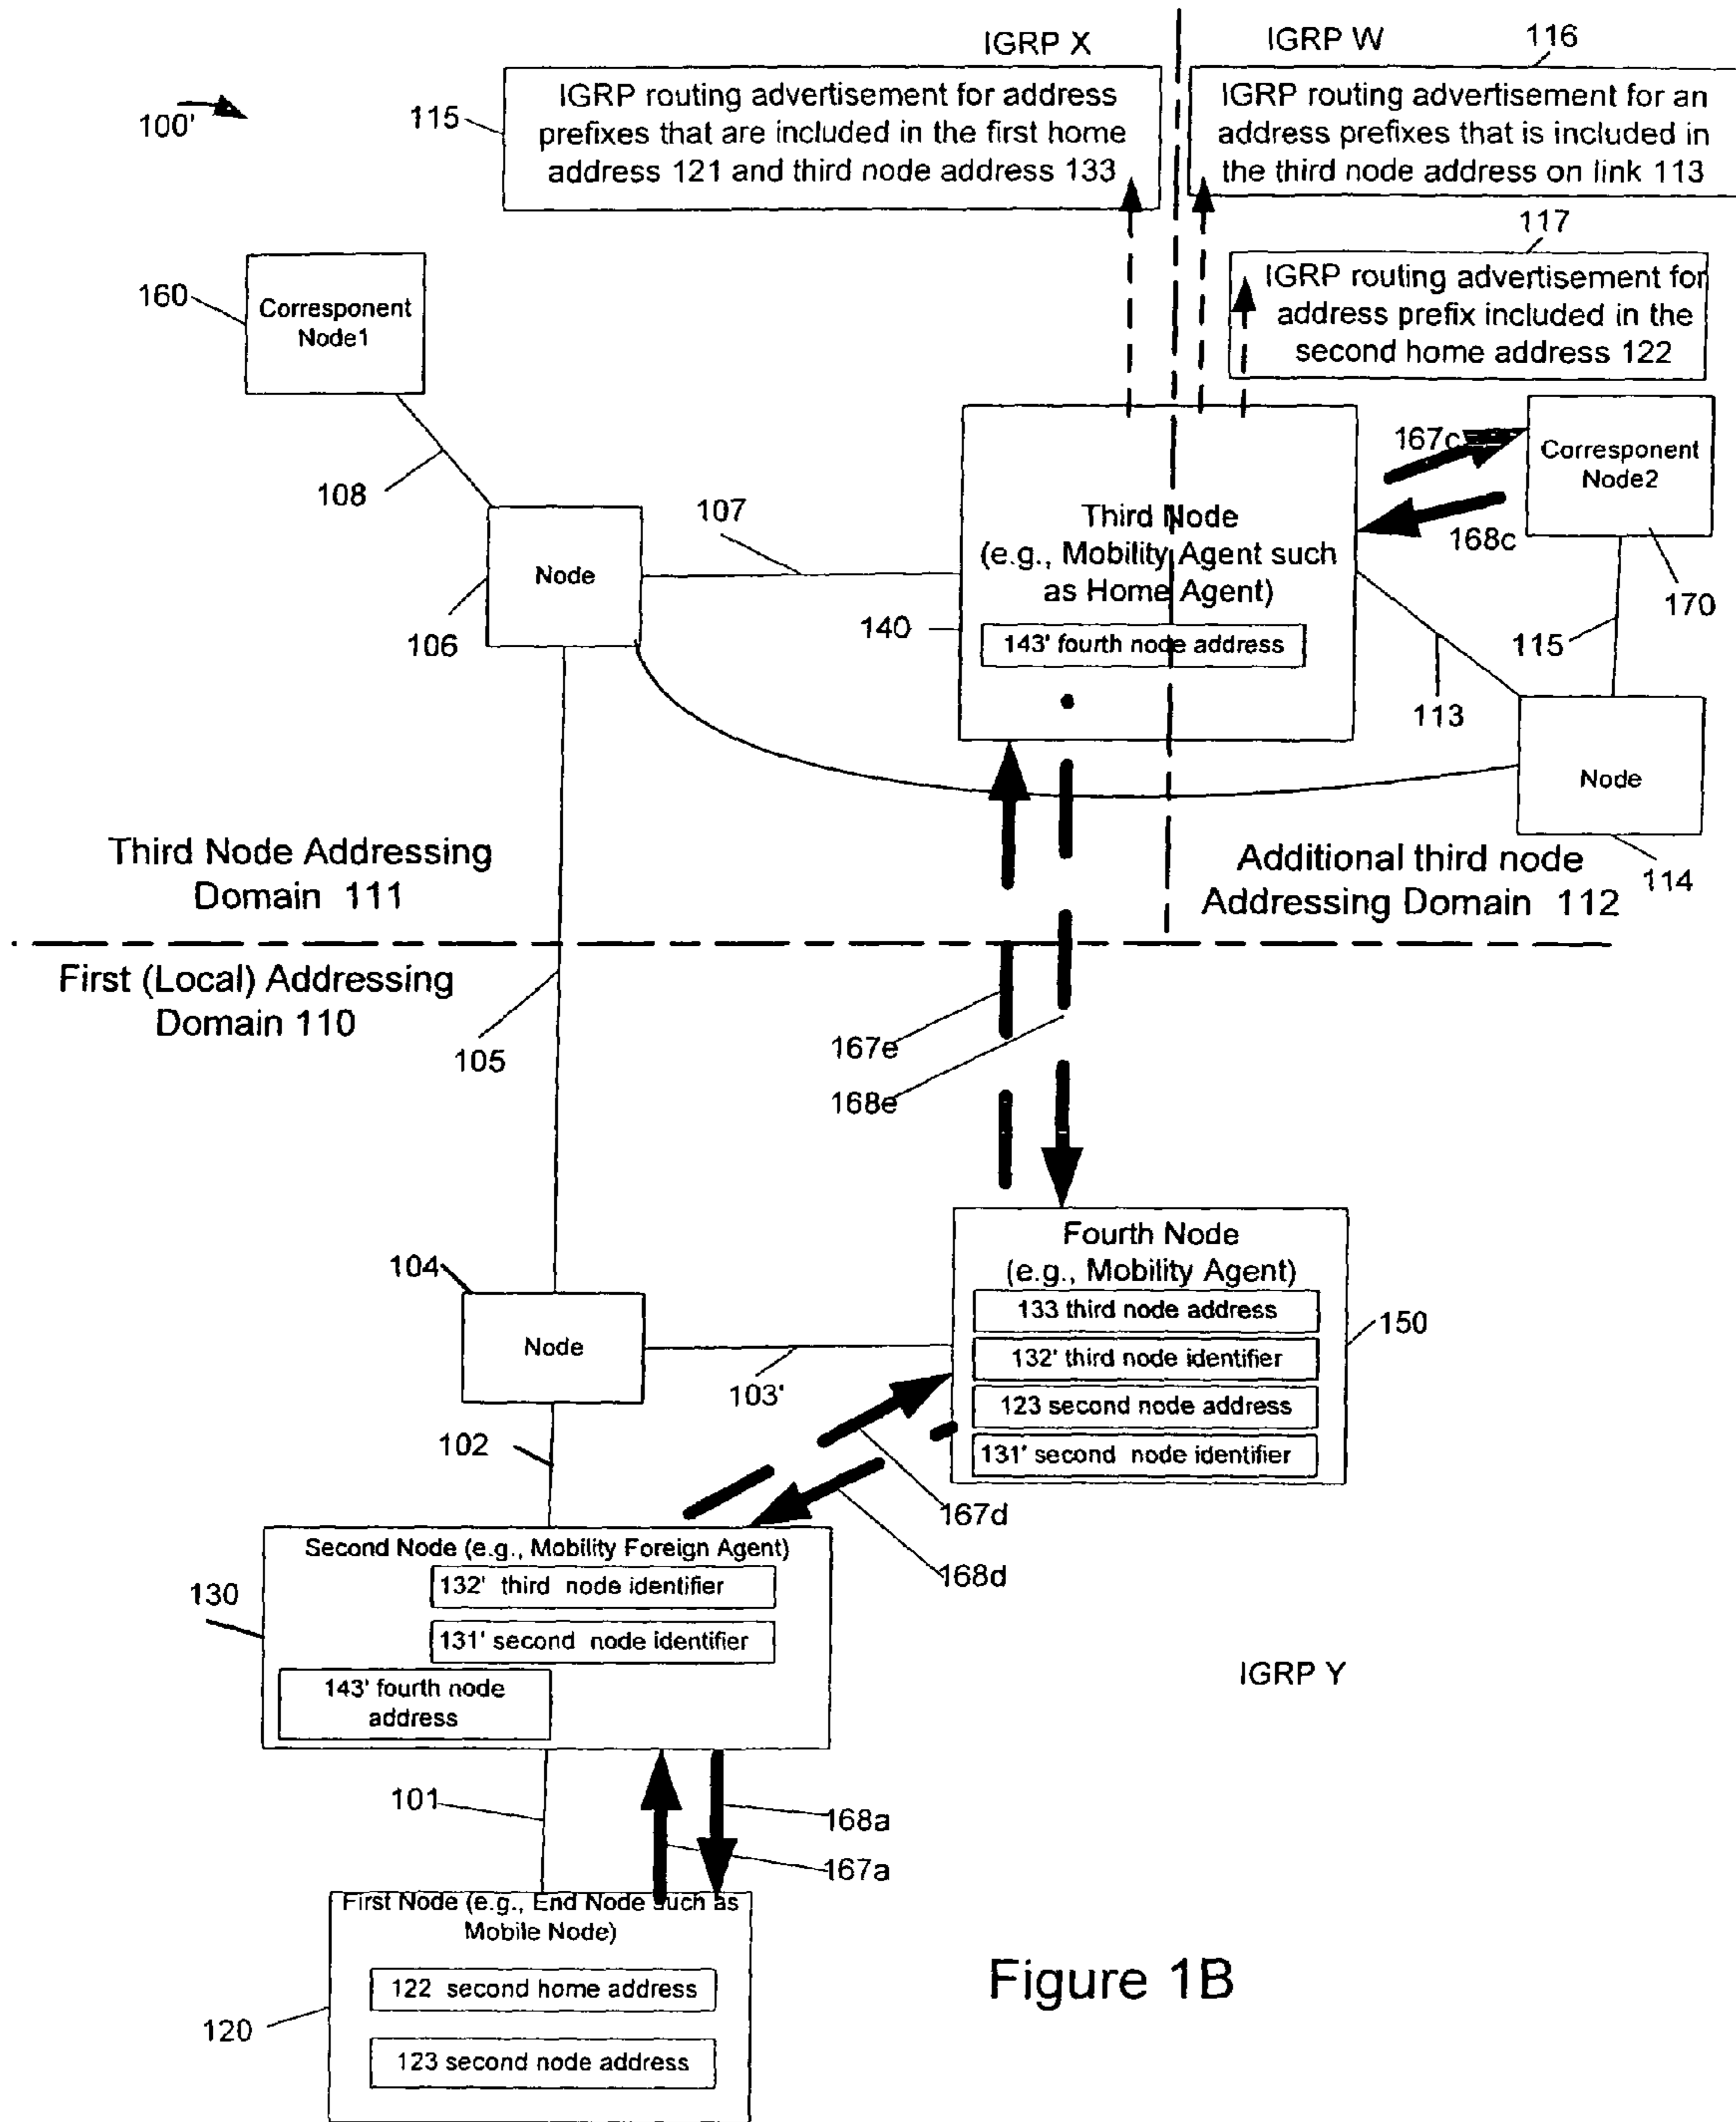 IGRP X
IGRP W
116
100'
115
IGRP routing advertisement for address
prefixes that are included in the first home
address 121 and third node address 133
IGRP routing advertisement for an
address prefixes that is included in
the third node address on link 113
117
IGRP routing advertisement for
address prefix included in the
second home address 122
160
Corresponent
Node1
108
107
Node
106
Third Node
(e.g., Mobility Agent such
as Home Agent)
140
143' fourth node address
167c
168c
Corresponent
Node2
170
115
113
Node
114
Third Node Addressing
Domain 111
Additional third node
Addressing Domain 112
First (Local) Addressing
Domain 110
105
167e
168e
104
Node
103'
102
Fourth Node
(e.g., Mobility Agent)
133 third node address
132' third node identifier
123 second node address
131' second node identifier
150
167d
168d
Second Node (e.g., Mobility Foreign Agent)
132' third node identifier
131' second node identifier
143' fourth node
address
130
IGRP Y
101
168a
167a
First Node (e.g., End Node such as
Mobile Node)
122 second home address
123 second node address
120
Figure 1B